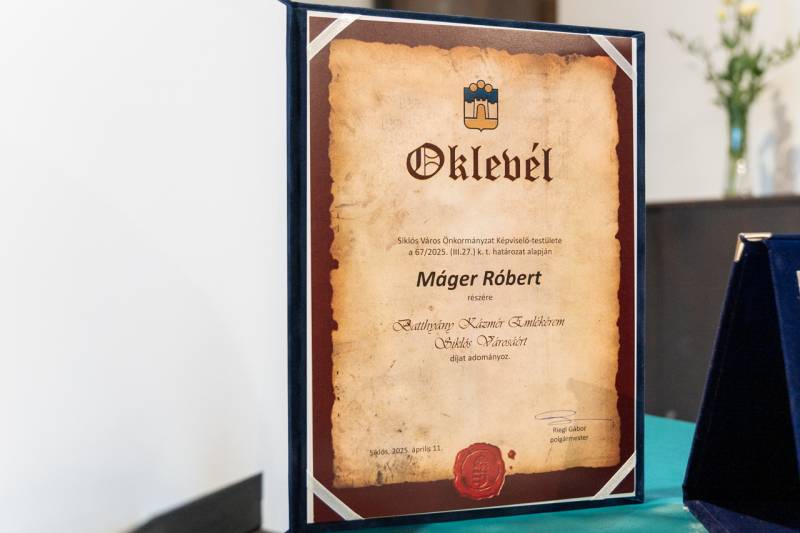 Oklevél
Siklós Város Önkormányzat Képviselő-testülete
a 67/2025. (III.27.) k. t. határozat alapján
Máger Róbert
részére
Batthyány Kázmér Emlékérem
Siklós Városáért
díjat adományoz.
Riegl Gábor
polgármester
Siklós, 2025. április 11.